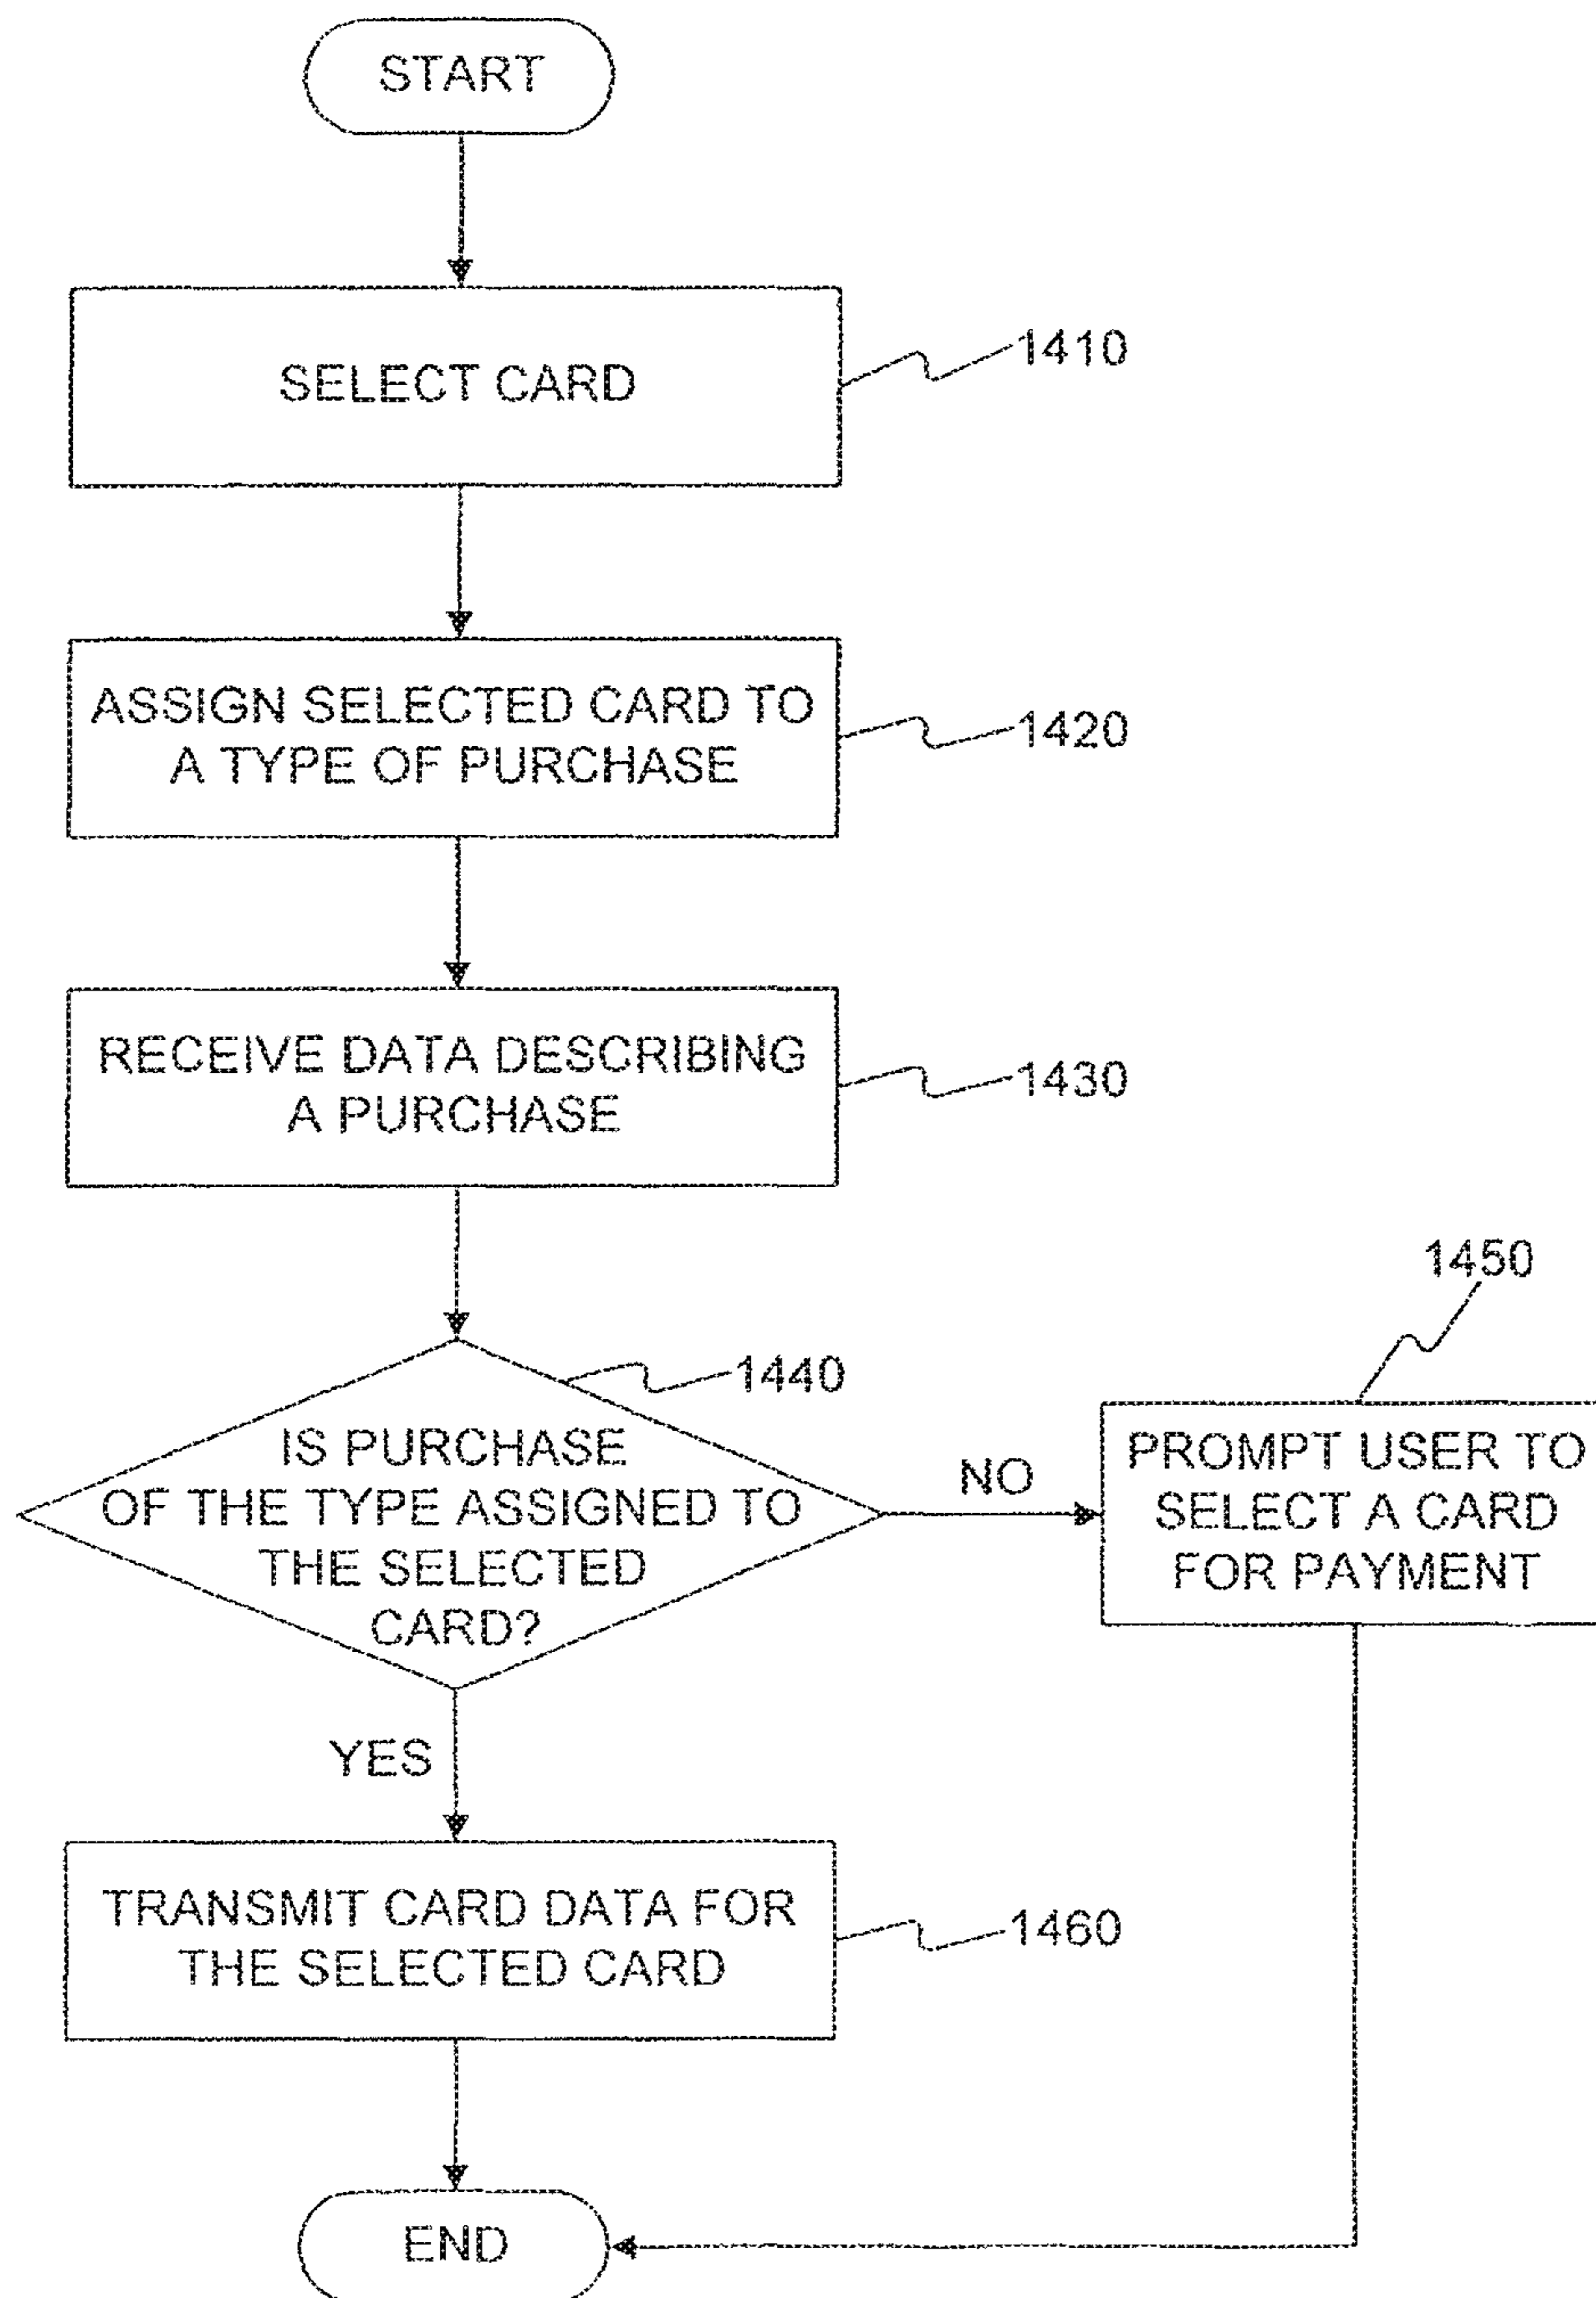 START
SELECT CARD
1410
ASSIGN SELECTED CARD TO
A TYPE OF PURCHASE
1420
RECEIVE DATA DESCRIBING
A PURCHASE
1430
IS PURCHASE
OF THE TYPE ASSIGNED TO
THE SELECTED
CARD?
1440
NO
1450
PROMPT USER TO
SELECT A CARD
FOR PAYMENT
YES
TRANSMIT CARD DATA FOR
THE SELECTED CARD
1460
END